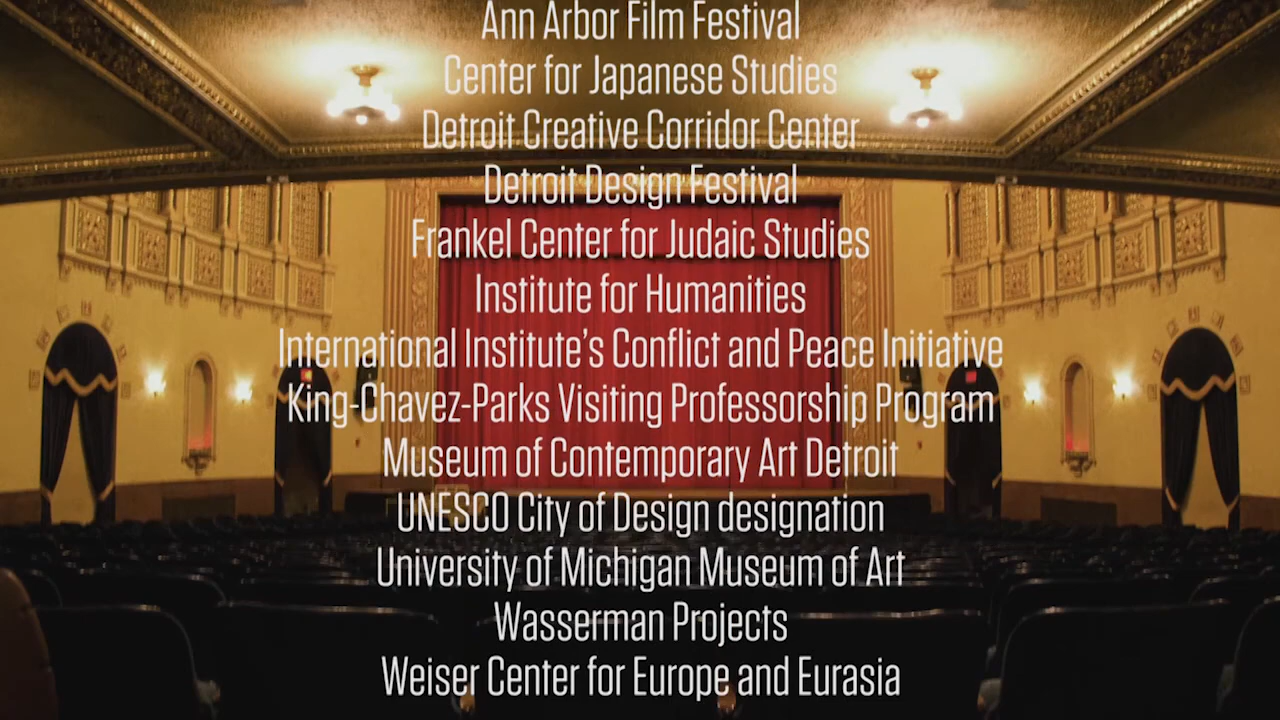 Ann Arbor Film Festival
Center for Japanese Studies
Detroit Creative Corridor Center
Detroit Design Festival
Frankel Center for Judaic Studies
Institute for Humanities
International Institute's Conflict and Peace Initiative
King-Chavez-Parks Visiting Professorship Program
Museum of Contemporary Art Detroit
UNESCO City of Design designation
University of Michigan Museum of Art
Wasserman Projects
Weiser Center for Europe and Eurasia